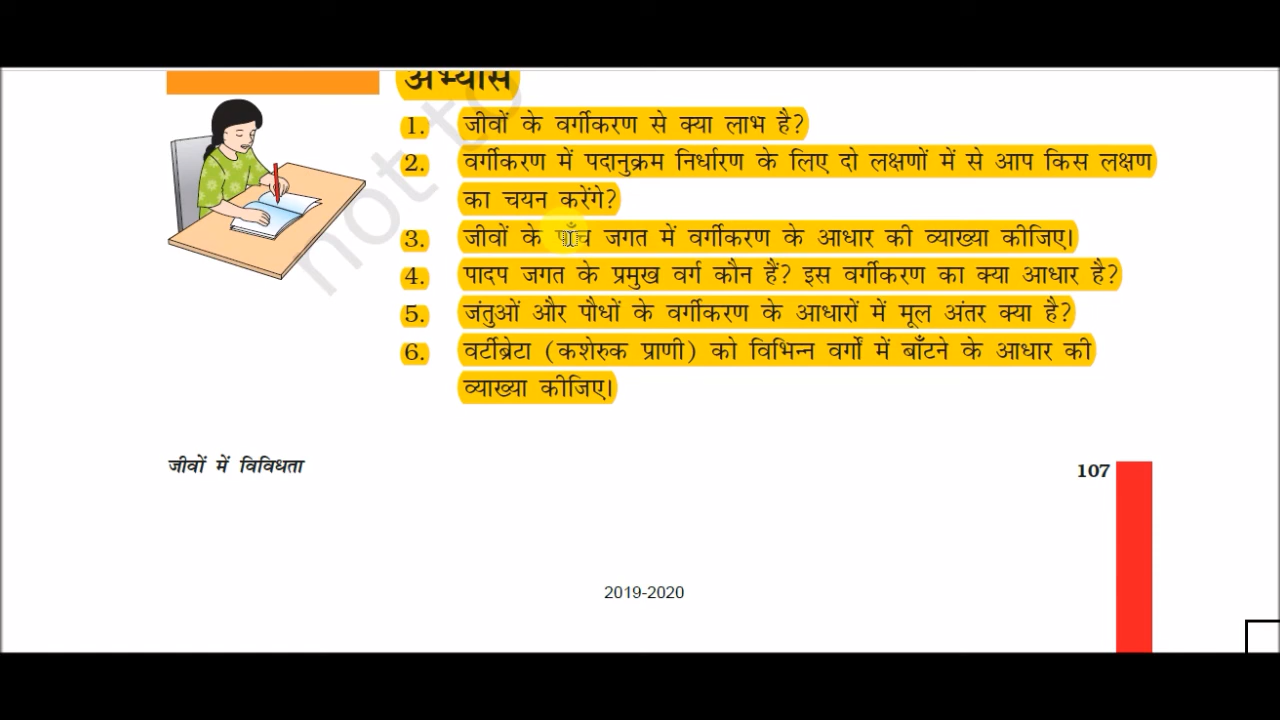 अभ्यास
1. जीवों के वर्गीकरण से क्या लाभ है?
2. वर्गीकरण में पदानुक्रम निर्धारण के लिए दो लक्षणों में से आप किस लक्षण
का चयन करेंगे?
3. जीवों के पाँच जगत में वर्गीकरण के आधार की व्याख्या कीजिए।
4. पादप जगत के प्रमुख वर्ग कौन हैं? इस वर्गीकरण का क्या आधार है?
5. जंतुओं और पौधों के वर्गीकरण के आधारों में मूल अंतर क्या है?
6. वर्टीब्रेटा (कशेरुक प्राणी) को विभिन्न वर्गों में बाँटने के आधार की
व्याख्या कीजिए।
not to
जीवों में विविधता
107
2019-2020